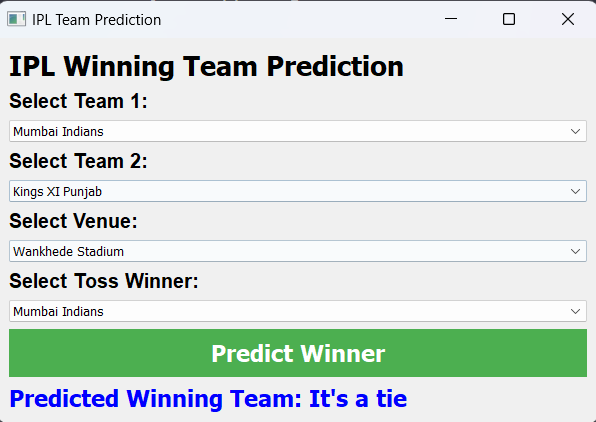 IPL Team Prediction
IPL Winning Team Prediction
Select Team 1:
Mumbai Indians
Select Team 2:
Kings XI Punjab
Select Venue:
Wankhede Stadium
Select Toss Winner:
Mumbai Indians
Predict Winner
Predicted Winning Team: It's a tie